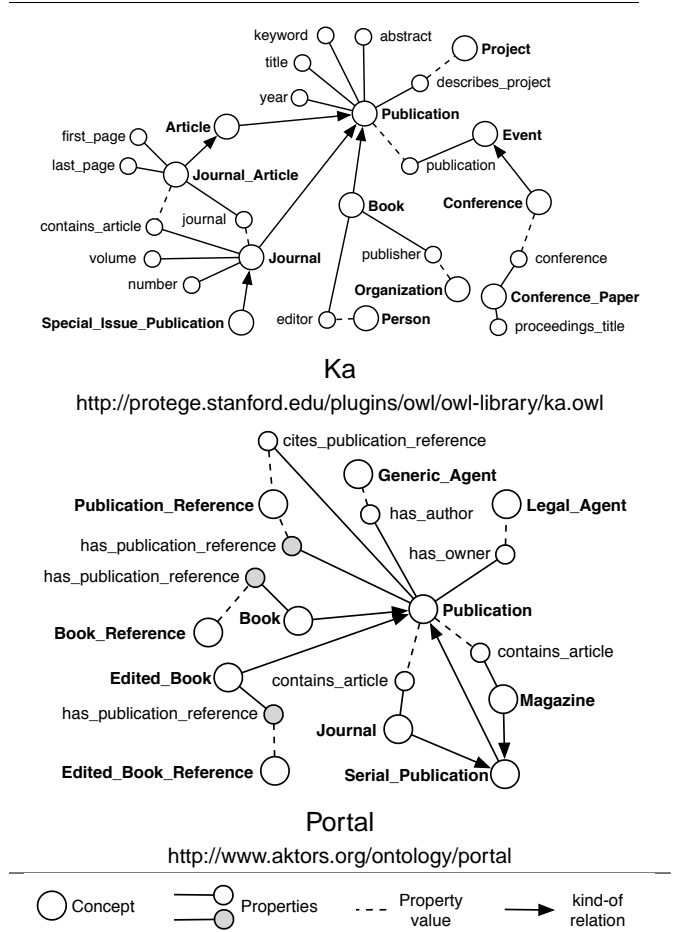 keyword
abstract
Project
title
describes_project
year
Publication
Article
first_page
Event
last_page
publication
Journal_Article
Book
Conference
contains_article
journal
publisher
conference
volume
Journal
number
Organization
Conference_Paper
Special_Issue_Publication
editor
Person
proceedings_title
Ka
http://protege.stanford.edu/plugins/owl/owl-library/ka.owl
cites_publication_reference
Generic_Agent
Publication_Reference
Legal_Agent
has_author
has_publication_reference
has_owner
has_publication_reference
Publication
Book
Book_Reference
contains_article
Edited_Book
contains_article
Magazine
has_publication_reference
Journal
Edited_Book_Reference
Serial_Publication
Portal
http://www.aktors.org/ontology/portal
Concept
Properties
Property
value
kind-of
relation